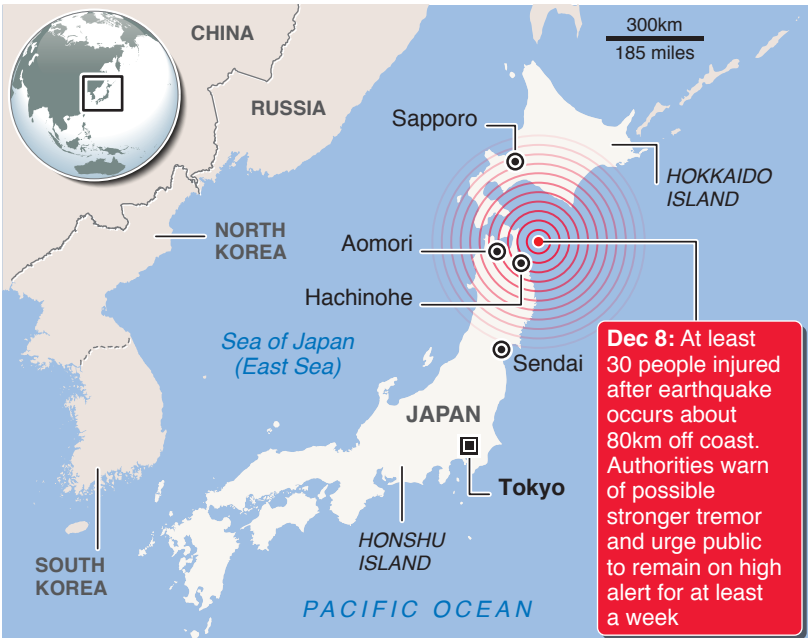 CHINA
300km
185 miles
RUSSIA
Sapporo
HOKKAIDO
ISLAND
NORTH
KOREA
Aomori
Hachinohe
Sea of Japan
(East Sea)
Dec 8: At least
30 people injured
after earthquake
occurs about
80km off coast.
Authorities warn
of possible
stronger tremor
and urge public
to remain on high
alert for at least
a week
Sendai
JAPAN
Tokyo
HONSHU
ISLAND
SOUTH
KOREA
PACIFIC OCEAN